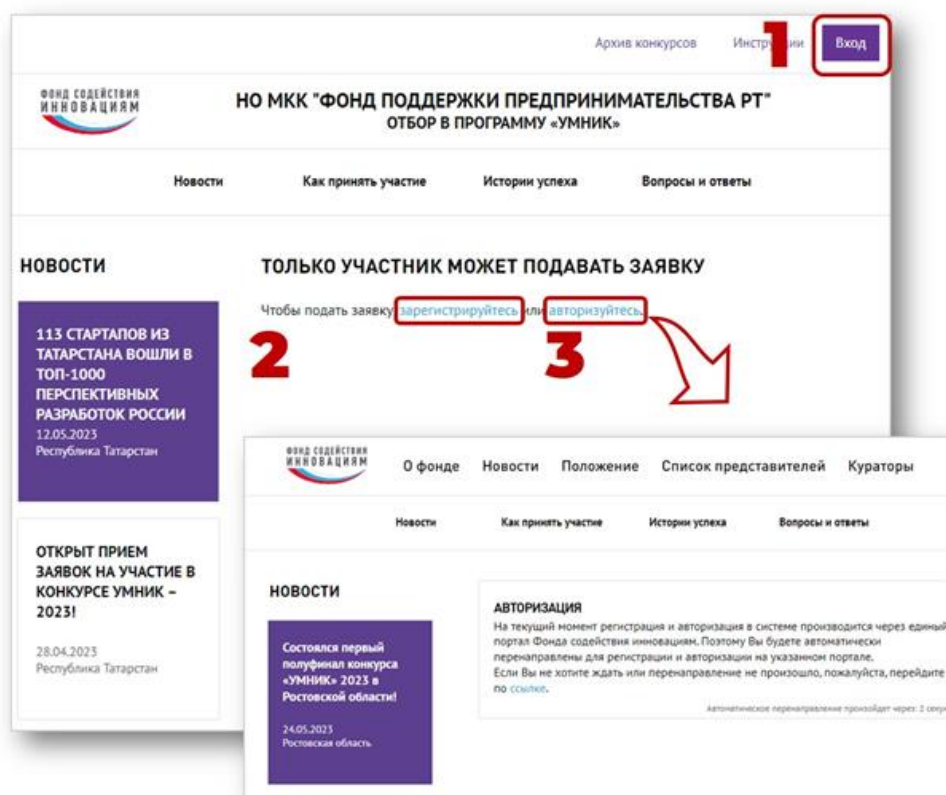 Архив конкурсов Инструкции Вход
1
ФОНД СОДЕЙСТВИЯ
ИННОВАЦИЯМ
НО МКК "ФОНД ПОДДЕРЖКИ ПРЕДПРИНИМАТЕЛЬСТВА РТ"
ОТБОР В ПРОГРАММУ «УМНИК»
Новости Как принять участие Истории успеха Вопросы и ответы
НОВОСТИ
113 СТАРТАПОВ ИЗ
ТАТАРСТАНА ВОШЛИ В
ТОП-1000
ПЕРСПЕКТИВНЫХ
РАЗРАБОТОК РОССИИ
12.05.2023
Республика Татарстан
ОТКРЫТ ПРИЕМ
ЗАЯВОК НА УЧАСТИЕ В
КОНКУРСЕ УМНИК –
2023!
28.04.2023
Республика Татарстан
ТОЛЬКО УЧАСТНИК МОЖЕТ ПОДАВАТЬ ЗАЯВКУ
Чтобы подать заявку зарегистрируйтесь или авторизуйтесь.
2 3
ФОНД СОДЕЙСТВИЯ
ИННОВАЦИЯМ
О фонде Новости Положение Список представителей Кураторы
Новости Как принять участие Истории успеха Вопросы и ответы
НОВОСТИ
Состоялся первый
полуфинал конкурса
«УМНИК» 2023 в
Ростовской области!
24.05.2023
Ростовская область
АВТОРИЗАЦИЯ
На текущий момент регистрация и авторизация в системе производится через единый
портал Фонда содействия инновациям. Поэтому Вы будете автоматически
перенаправлены для регистрации и авторизации на указанном портале.
Если Вы не хотите ждать или перенаправление не произошло, пожалуйста, перейдите
по ссылке.
Автоматическое перенаправление произойдет через: 2 секун